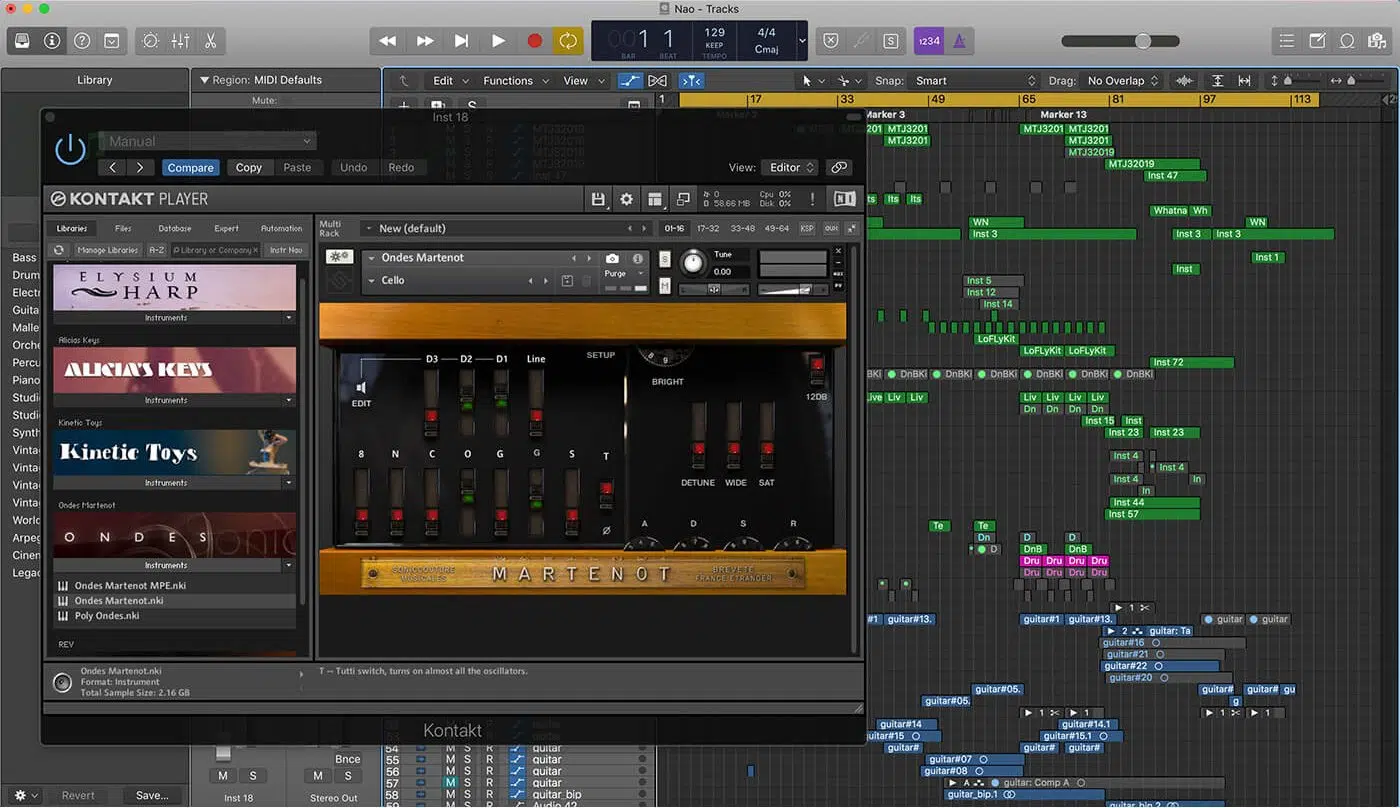 Nao - Tracks
1 1 129 4/4
KEEP Cmaj
BAR BEAT TEMPO
1234
Library
Region: MIDI Defaults
Mute:
Edit Functions View
Snap: Smart
Drag: No Overlap
1 17 33 49 65 81 97 113
Marker 3 Marker 13
Inst 18
Manual
Compare Copy Paste Undo Redo
View: Editor
KONTAKT PLAYER
0 58.66 MB
Cpu 0%
Disk 0%
Libraries Files Database Expert Automation
Manage Libraries A-Z Library or Company Instr Nav
Multi Rack
New (default)
01-16 17-32 33-48 49-64 KSP
Ondes Martenot
Cello
Purge
S
M
Tune
0.00
ELYSIUM HARP
Instruments
Alicias Keys
ALICIA'S KEYS
Instruments
Kinetic Toys
Kinetic Toys
Instruments
Ondes Martenot
ONDES
Instruments
Ondes Martenot MPE.nki
Ondes Martenot.nki
Poly Ondes.nki
REV
D3 D2 D1 Line
SETUP
EDIT
BRIGHT
12DB
8 N C O G G S T
DETUNE WIDE SAT
A D S R
SONICCOUTURE MUSICALES
MARTENOT
BREVETE FRANCE ETRANGER
Ondes Martenot.nki
Format: Instrument
Total Sample Size: 2.16 GB
T -- Tutti switch, turns on almost all the oscillators.
Kontakt
Bass
Drum
Electr
Guita
Malle
Orche
Percu
Piano
Studi
Studi
Synth
Vinta
Vinta
Vinta
World
Arpeg
Cinem
Legac
201 MTJ3201
MTJ3201
MTJ3201 MTJ3201
MTJ3201
MTJ32019
MTJ32019
Inst 47
ts Its Its
Whatna Wh
WN WN
Inst 3 Inst 3 Inst 3
Inst 1
Inst
Inst 5
Inst 12
Inst 14
LoFLyKit
LoFLyKit LoFLyKit
Inst 72
DnBKi DnBKi DnBKi DnBKi DnBKi DnBKi
Live Liv Liv Liv Liv Liv Liv
Dn Dn Dn Dn
Inst 15 Inst
Inst 23 Inst 23
Inst 4
Inst 4
Inst 4 In
In
Inst 44
Inst 57
Te Te
Dn D D
D DnB DnB
Dru Dru Dru Dru
Dru Dru Dru Dru
1
#1 guitar#13. guitar#1 guitar#13. guitar guitar
2 guitar: Ta
guitar#16
guitar#21
guitar#22
guitar#20
guitar#05. guitar# guitar# gu
guitar#05. g
1 1 1 1
guitar#14 guitar#14.1
uitar#15 guitar#15.1
guitar# guitar# guitar#
guitar#07
guitar#08
A guitar: Comp A
guitar_bip.1
guitar_bip.2
54 M S R guitar
55 M S R guitar
56 M S R guitar
57 M S R guitar
58 M S R guitar_bip
59 M S R Audio 42
Bnce
M S M S
Inst 18 Stereo Out
Revert Save...